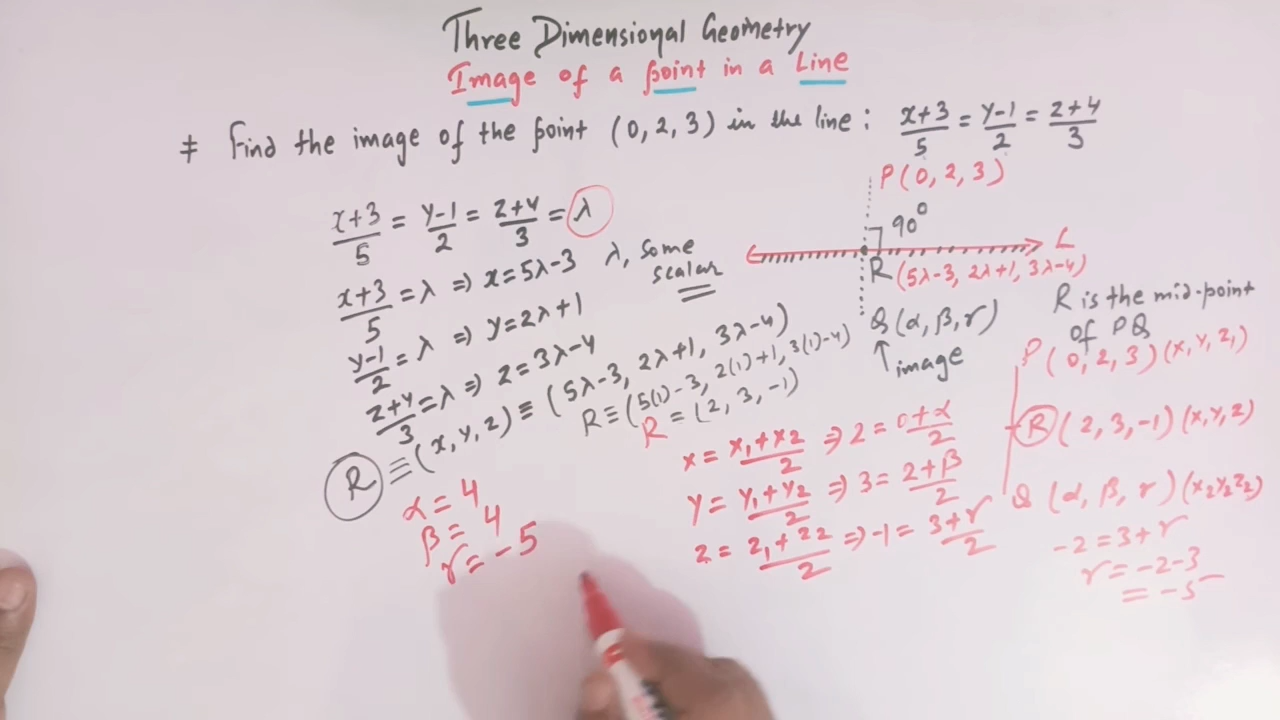 Three Dimensional Geometry
Image of a point in a Line
# Find the image of the point (0, 2, 3) in the line: x+3/5 = y-1/2 = z+4/3
x+3/5 = y-1/2 = z+4/3 = λ
x+3/5 = λ ⇒ x = 5λ-3
λ, some scalar
y-1/2 = λ ⇒ y = 2λ+1
z+4/3 = λ ⇒ z = 3λ-4
R ≡ (x, y, z) ≡ (5λ-3, 2λ+1, 3λ-4)
R ≡ (5(1)-3, 2(1)+1, 3(1)-4)
R = (2, 3, -1)
α = 4
β = 4
r = -5
P(0, 2, 3)
90°
L
R (5λ-3, 2λ+1, 3λ-4)
Q(α, β, r)
↑ image
R is the mid-point
of PQ
P (0, 2, 3) (x, y, z,)
R (2, 3, -1) (x, y, z)
Q (α, β, r) (x2 y2 z2)
x = x1+x2/2 ⇒ 2 = 0+α/2
y = y1+y2/2 ⇒ 3 = 2+β/2
z = z1+z2/2 ⇒ -1 = 3+r/2
-2 = 3+r
r = -2-3
= -5